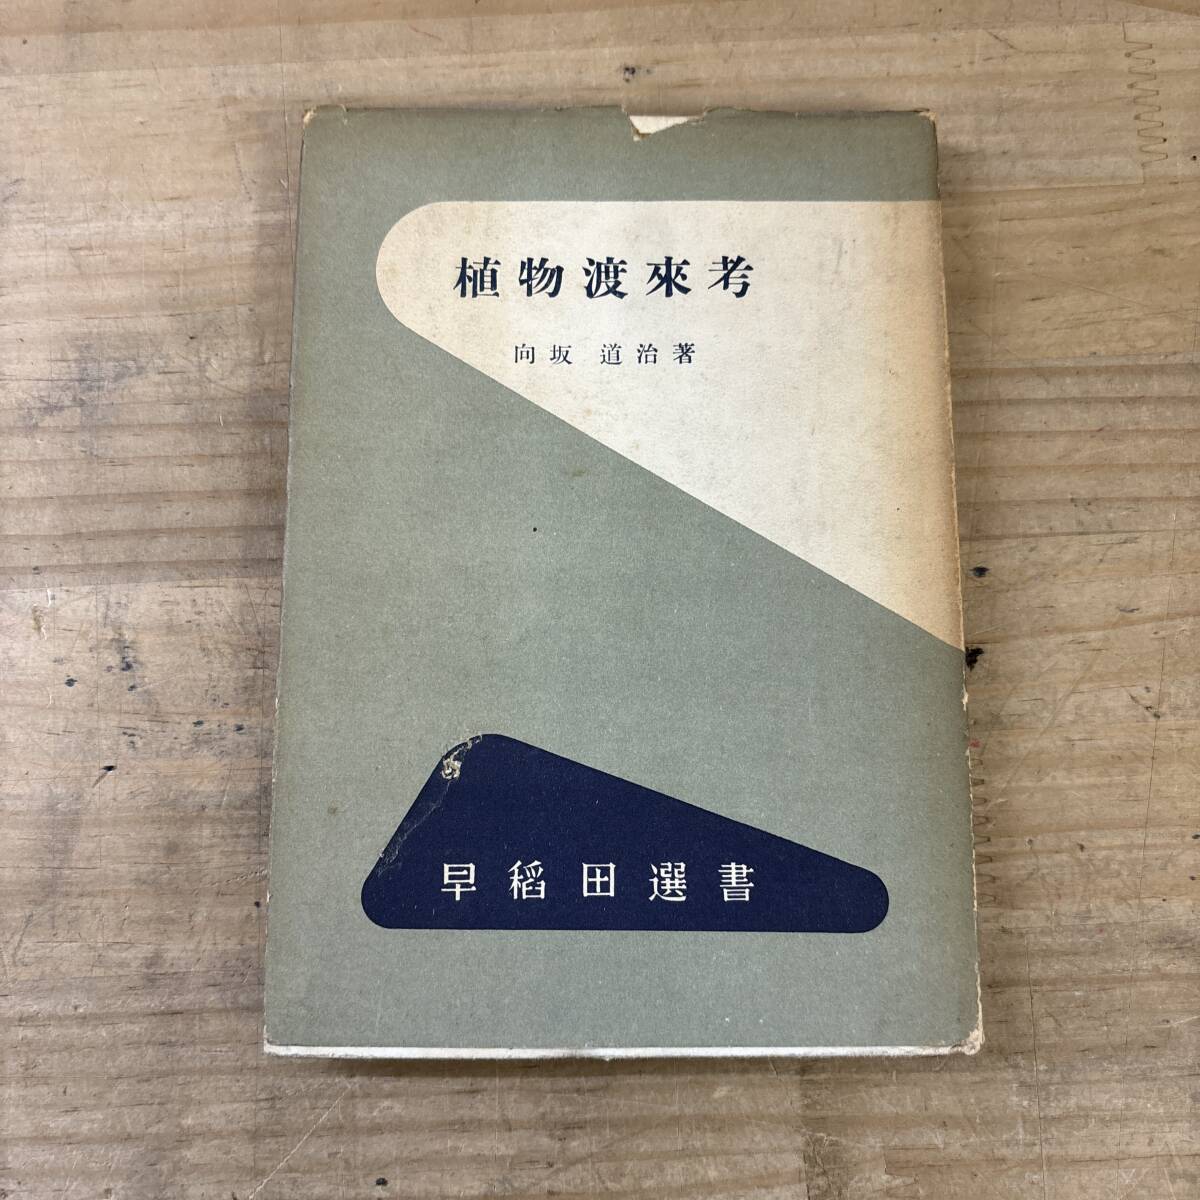 植物渡來考
向坂 道治著
早稲田選書